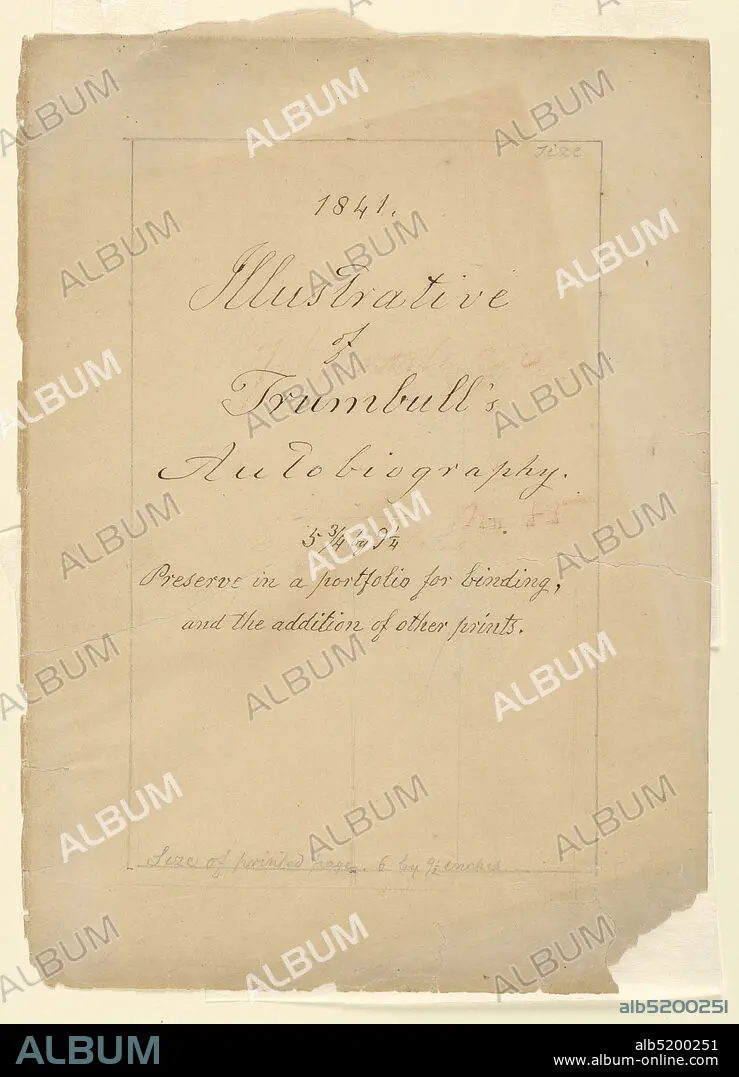 size
1841.
Illustrative
of
Trumbull's
Autobiography.
5 3/4 by 9 1/4
Preserve in a portfolio for binding,
and the addition of other prints.
Size of printed page. 6 by 9 1/2 inches
ALBUM
alb5200251
ALBUM
alb5200251
www.album-online.com